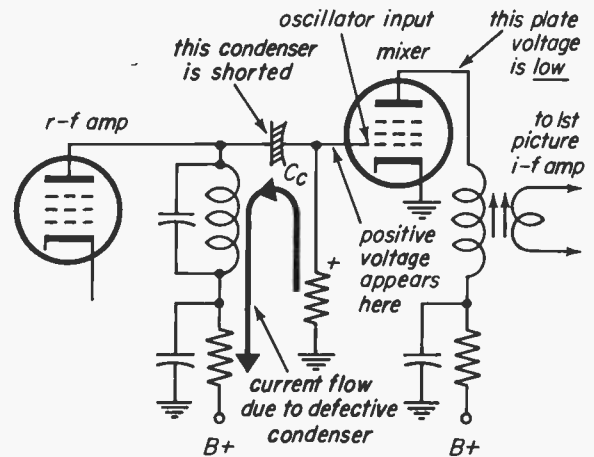 oscillator input
mixer
this plate
voltage
is low
this condenser
is shorted
r-f amp
to 1st
picture
i-f amp
Cc
+
positive
voltage
appears
here
current flow
due to defective
condenser
B+
B+